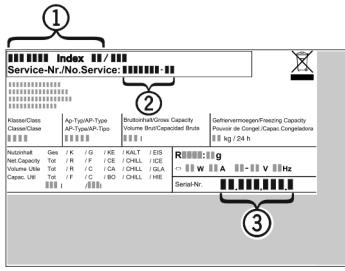 1
Index /
Service-Nr./No.Service: -
2
Klasse/Class Ap-Typ/AP-Type Bruttoinhalt/Gross Capacity Gefriervermoegen/Freezing Capacity
Classe/Clase AP-Type/AP-Tipo Volume Brut/Capacidad Bruta Pouvoir de Congel./Capac.Congeladora
l kg / 24 h
Nutzinhalt Ges / K / G / KE / KALT / EIS
Net.Capacity Tot / R / F / CE / CHILL / ICE
Volume Utile Tot / R / C / CA / CHILL / GLA
Capac. Util Tot / F / C / BO / CHILL / HIE
l / l
R : g
W A - V Hz
Serial-Nr. . . .
3